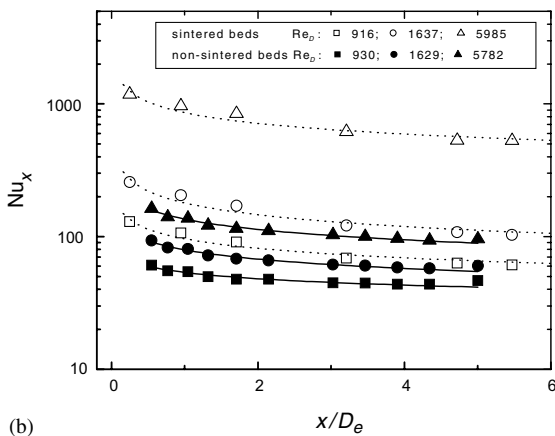 sintered beds Re_D: □ 916; ○ 1637; △ 5985
non-sintered beds Re_D: ■ 930; ● 1629; ▲ 5782
1000
100
10
Nu_x
0 2 4 6
x/D_e
(b)